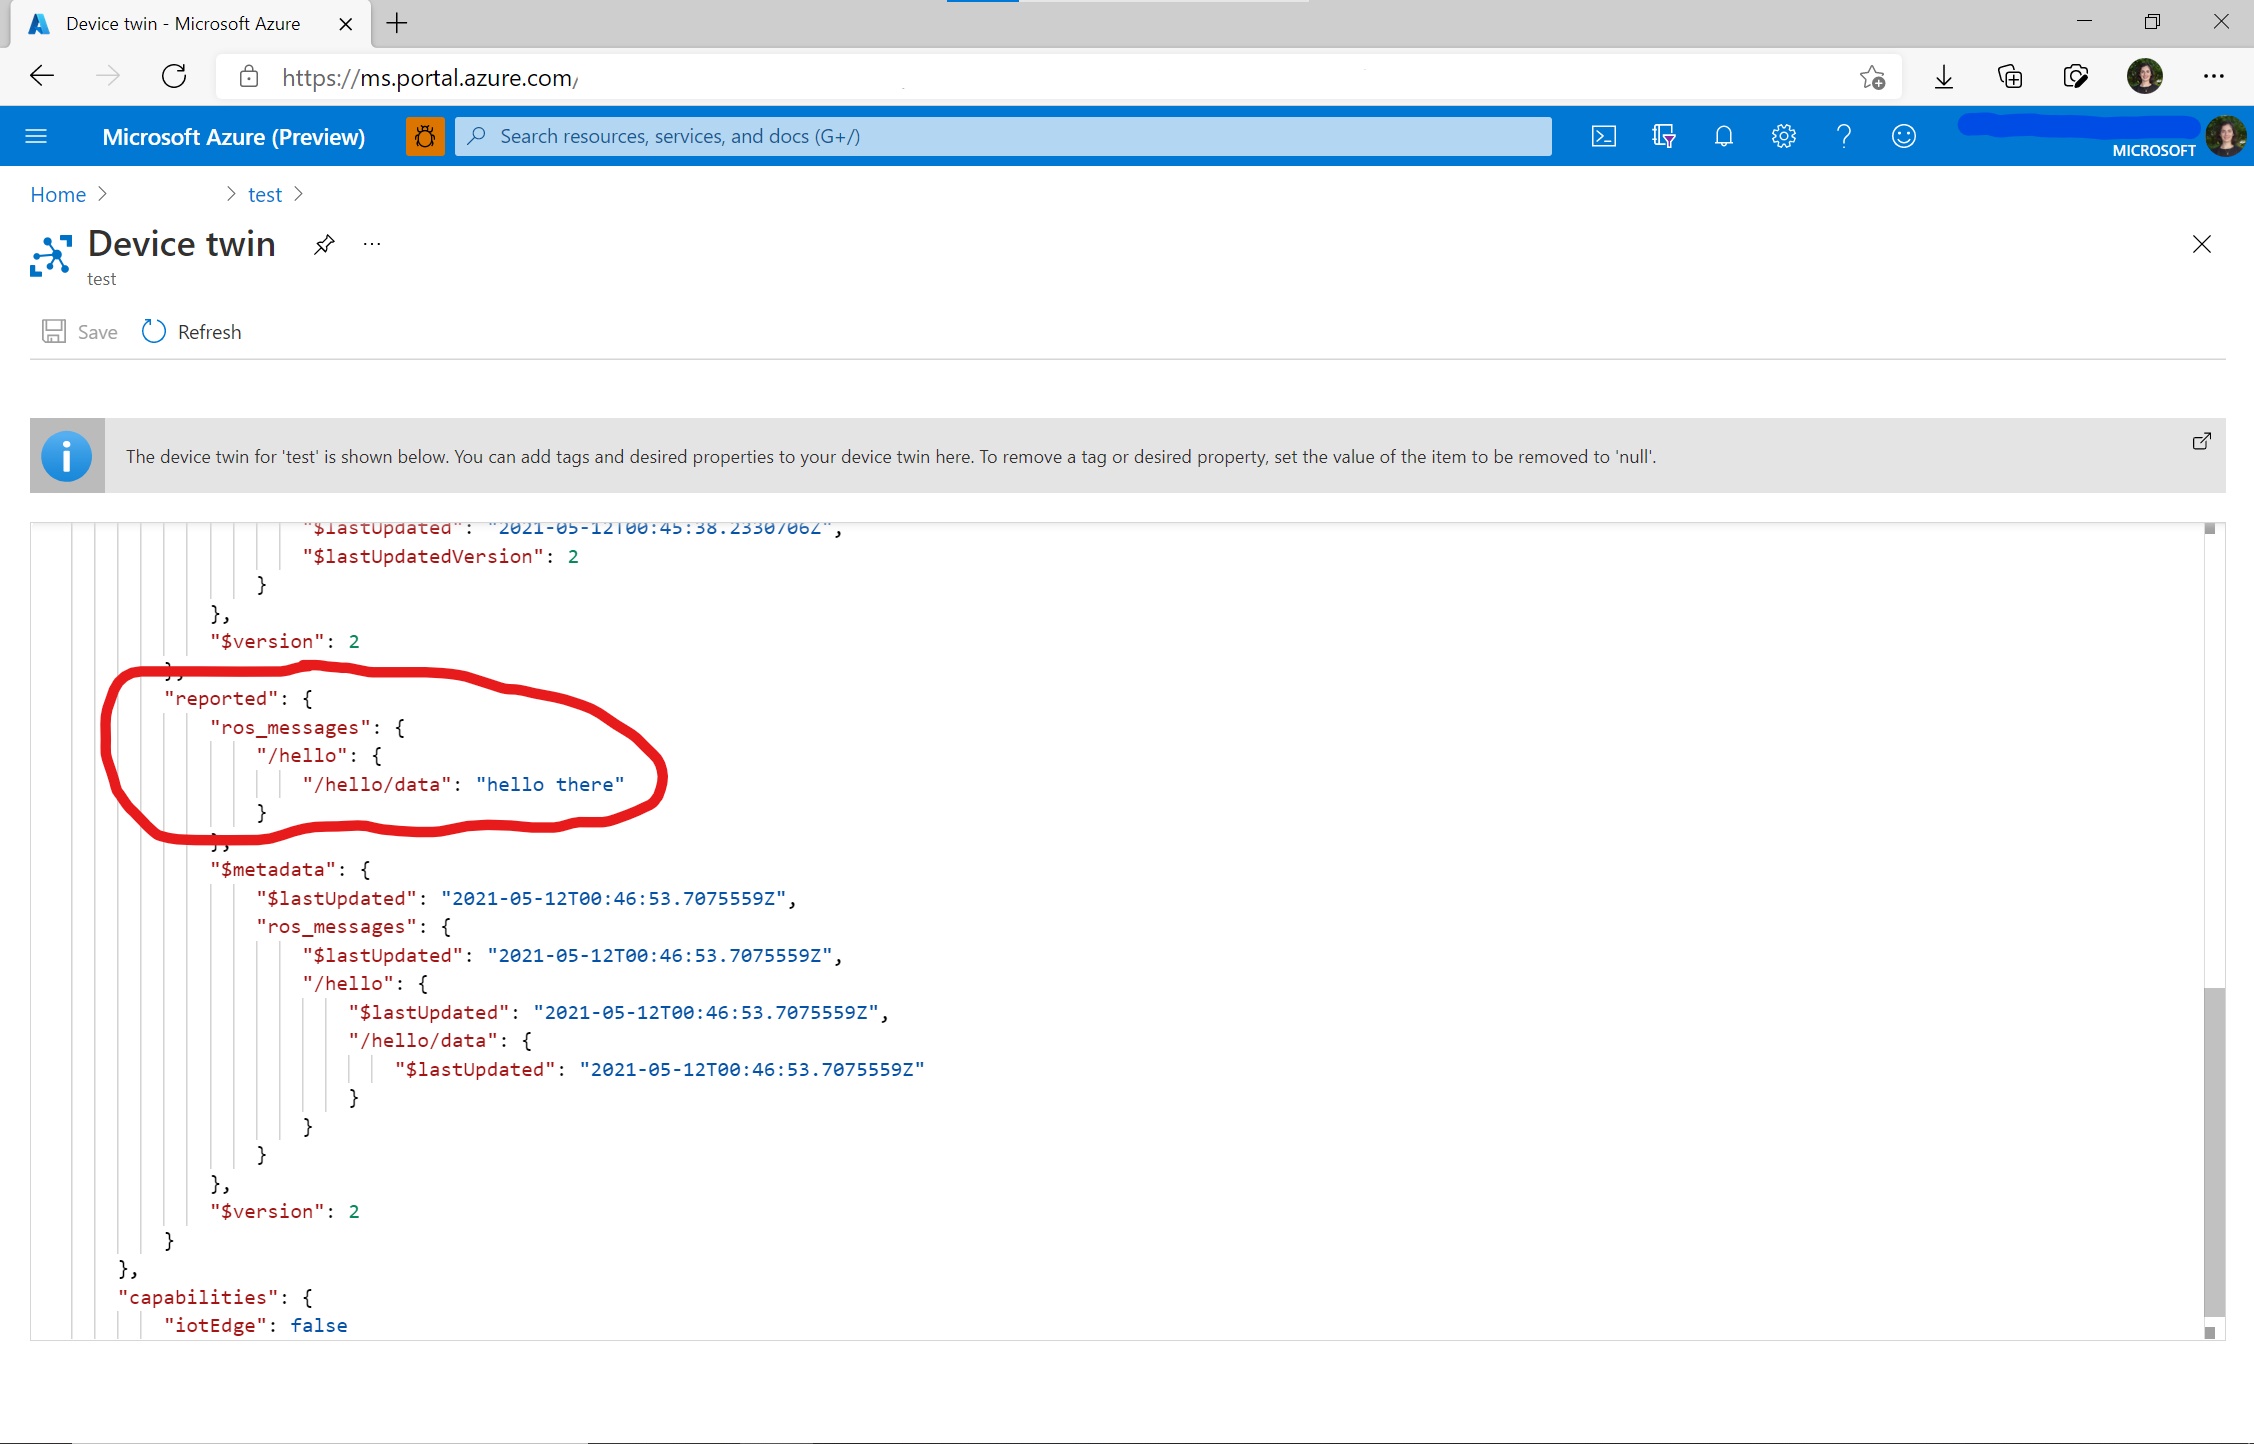 Device twin - Microsoft Azure
https://ms.portal.azure.com/
Microsoft Azure (Preview)
Search resources, services, and docs (G+/)
MICROSOFT
Home > > test >
Device twin
test
Save Refresh
The device twin for 'test' is shown below. You can add tags and desired properties to your device twin here. To remove a tag or desired property, set the value of the item to be removed to 'null'.
"$lastUpdated": "2021-05-12T00:45:38.2330706Z",
"$lastUpdatedVersion": 2
}
},
"$version": 2
},
"reported": {
"ros_messages": {
"/hello": {
"/hello/data": "hello there"
}
},
"$metadata": {
"$lastUpdated": "2021-05-12T00:46:53.7075559Z",
"ros_messages": {
"$lastUpdated": "2021-05-12T00:46:53.7075559Z",
"/hello": {
"$lastUpdated": "2021-05-12T00:46:53.7075559Z",
"/hello/data": {
"$lastUpdated": "2021-05-12T00:46:53.7075559Z"
}
}
}
},
"$version": 2
}
},
"capabilities": {
"iotEdge": false